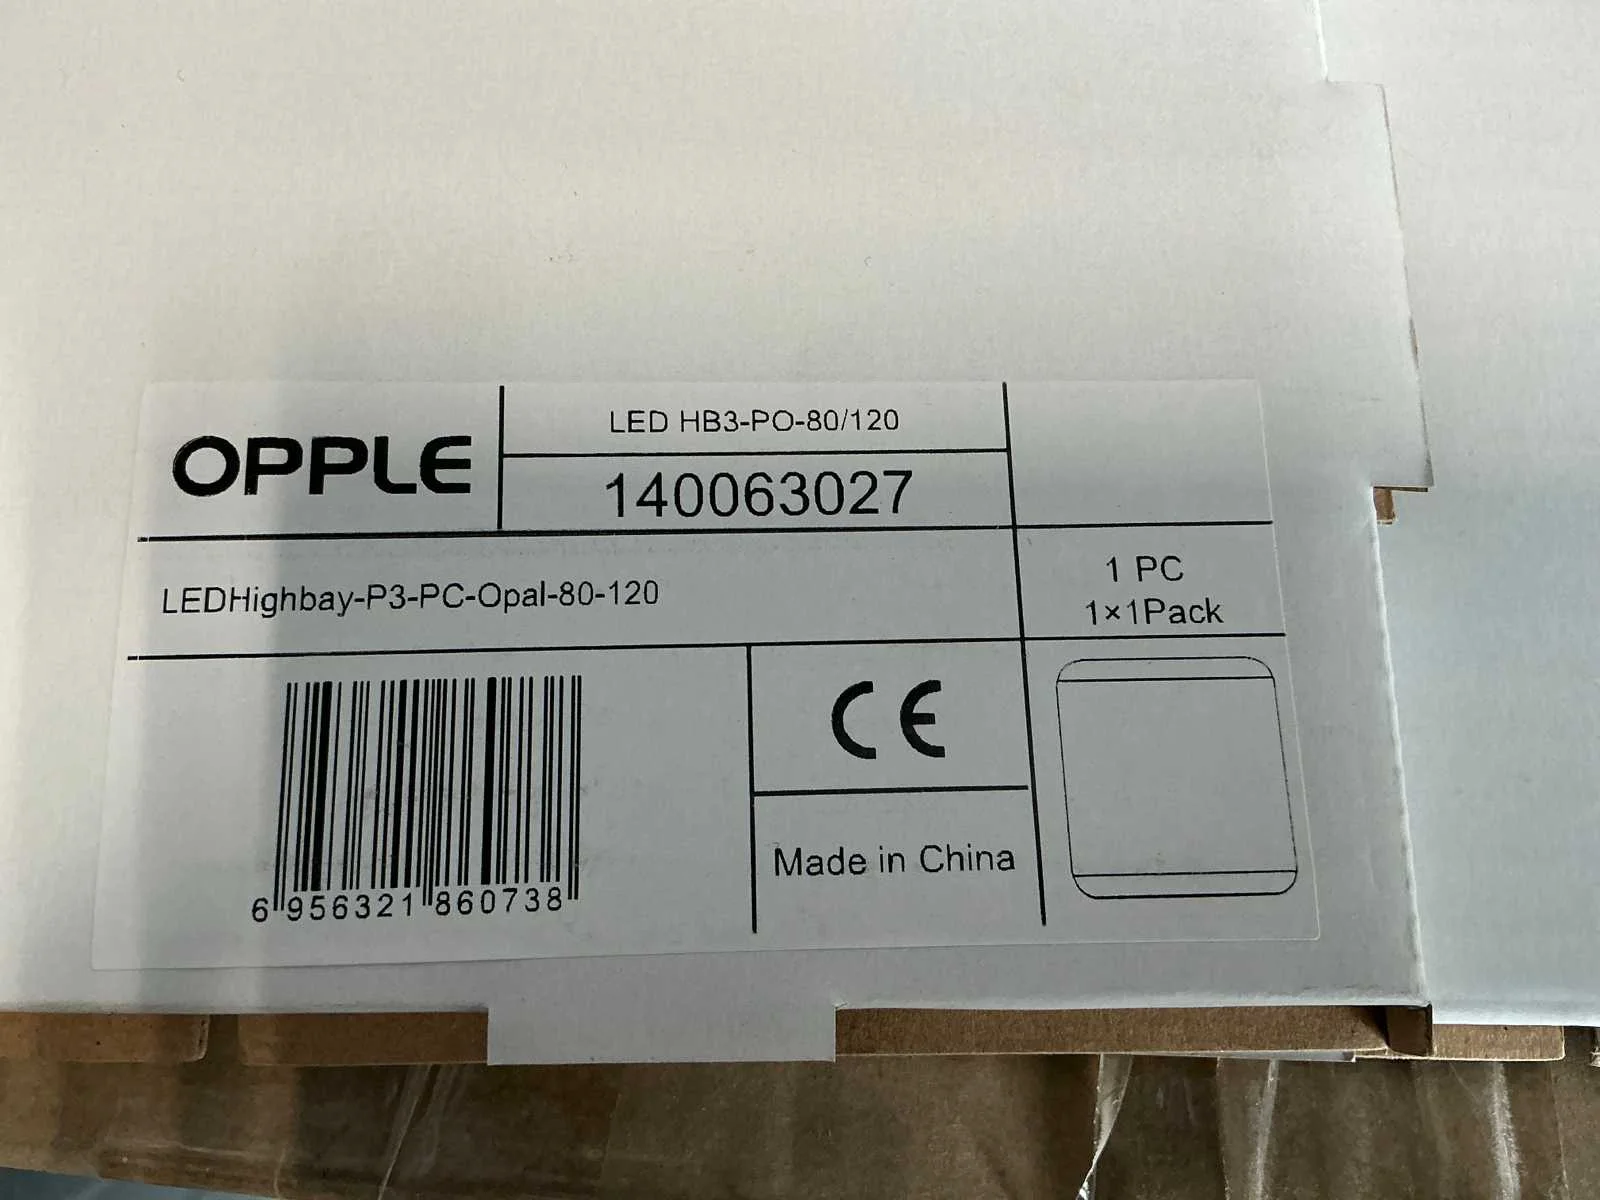 OPPLE
LED HB3-PO-80/120
140063027
LEDHighbay-P3-PC-Opal-80-120
1 PC
1×1Pack
CE
Made in China
6 956321 860738